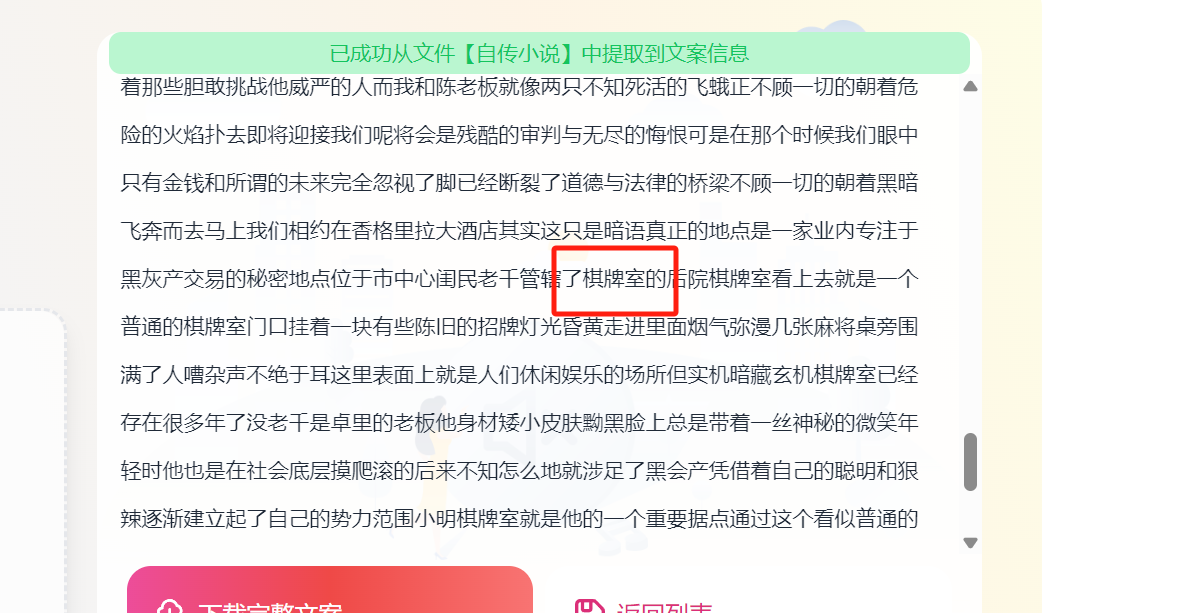 已成功从文件【自传小说】中提取到文案信息
着那些胆敢挑战他威严的人而我和陈老板就像两只不知死活的飞蛾正不顾一切的朝着危
险的火焰扑去即将迎接我们呢将会是残酷的审判与无尽的悔恨可是在那个时候我们眼中
只有金钱和所谓的未来完全忽视了脚已经断裂了道德与法律的桥梁不顾一切的朝着黑暗
飞奔而去马上我们相约在香格里拉大酒店其实这只是暗语真正的地点是一家业内专注于
黑灰产交易的秘密地点位于市中心闺民老千管辖了棋牌室的后院棋牌室看上去就是一个
普通的棋牌室门口挂着一块有些陈旧的招牌灯光昏黄走进里面烟气弥漫几张麻将桌旁围
满了人嘈杂声不绝于耳这里表面上就是人们休闲娱乐的场所但实机暗藏玄机棋牌室已经
存在很多年了没老千是卓里的老板他身材矮小皮肤黝黑脸上总是带着一丝神秘的微笑年
轻时他也是在社会底层摸爬滚的后来不知怎么地就涉足了黑会产凭借着自己的聪明和狠
辣逐渐建立起了自己的势力范围小明棋牌室就是他的一个重要据点通过这个看似普通的
下载完整文案
返回列表